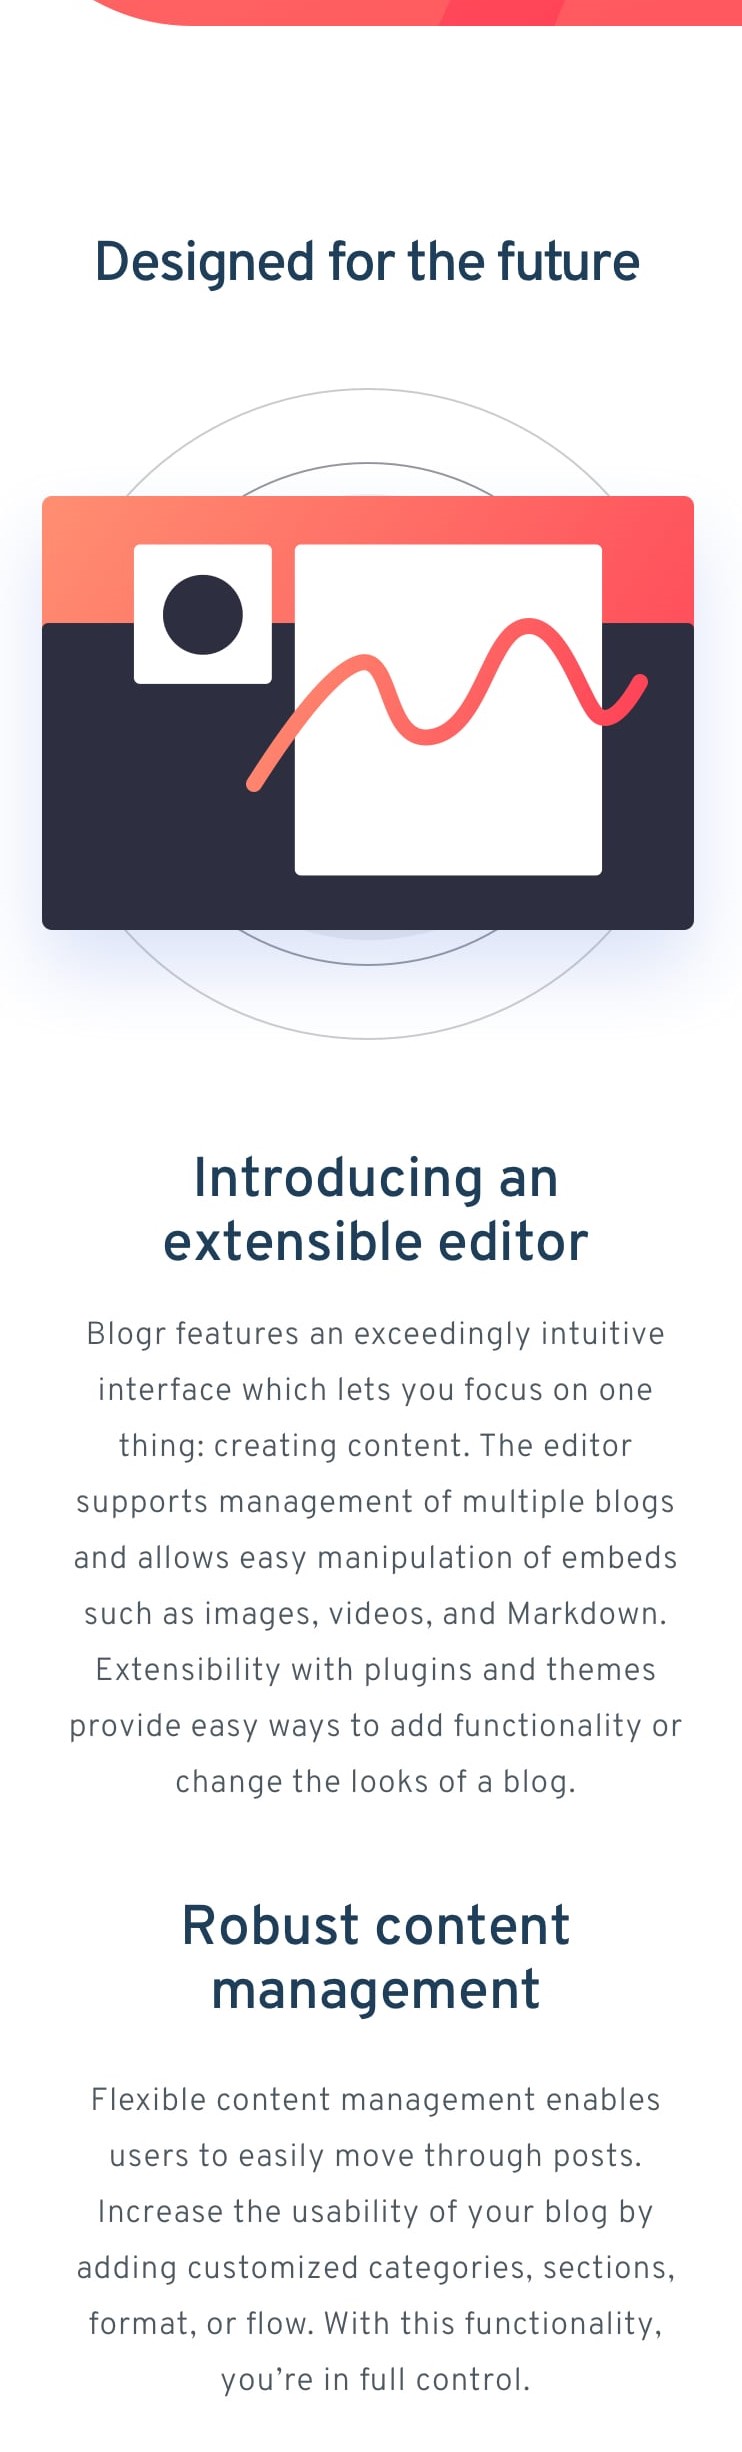 Designed for the future
Introducing an
extensible editor
Blogr features an exceedingly intuitive
interface which lets you focus on one
thing: creating content. The editor
supports management of multiple blogs
and allows easy manipulation of embeds
such as images, videos, and Markdown.
Extensibility with plugins and themes
provide easy ways to add functionality or
change the looks of a blog.
Robust content
management
Flexible content management enables
users to easily move through posts.
Increase the usability of your blog by
adding customized categories, sections,
format, or flow. With this functionality,
you’re in full control.